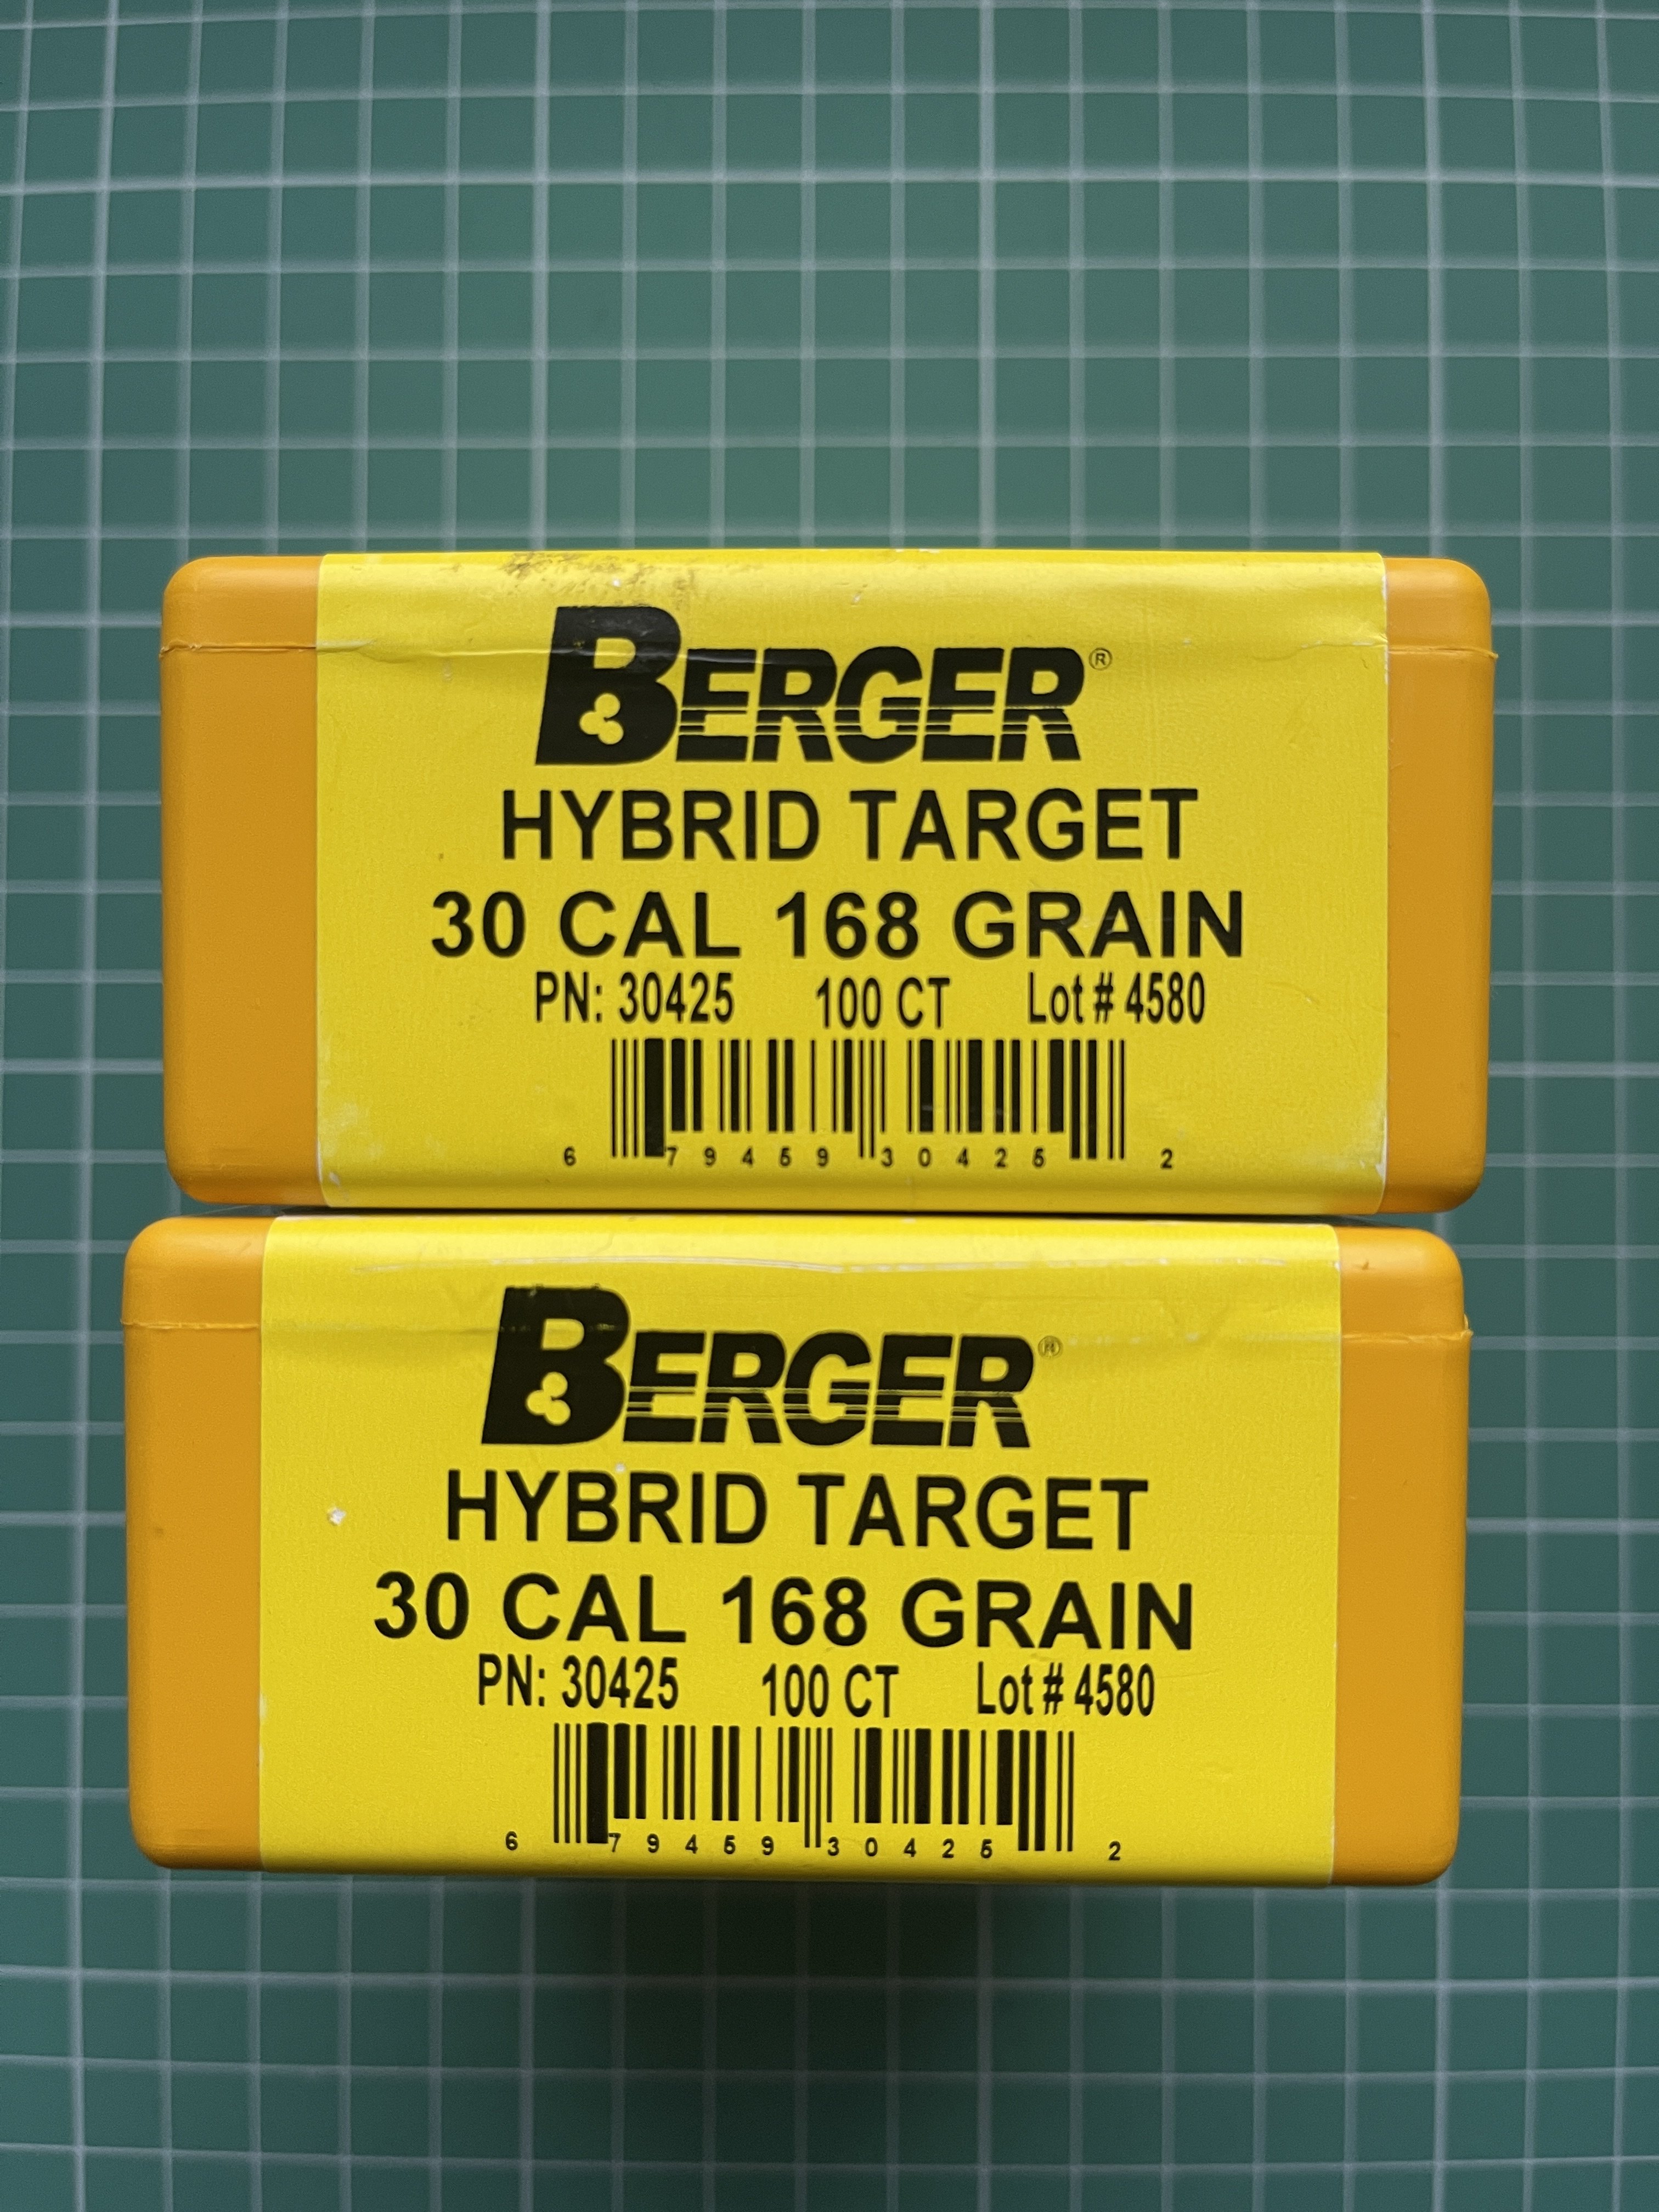 BERGER®
HYBRID TARGET
30 CAL 168 GRAIN
PN: 30425 100 CT Lot # 4580
6 79459 30425 2
BERGER®
HYBRID TARGET
30 CAL 168 GRAIN
PN: 30425 100 CT Lot # 4580
6 79459 30425 2